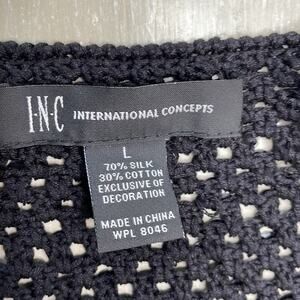 I·N·C INTERNATIONAL CONCEPTS
L
70% SILK
30% COTTON
EXCLUSIVE OF
DECORATION
MADE IN CHINA
WPL 8046